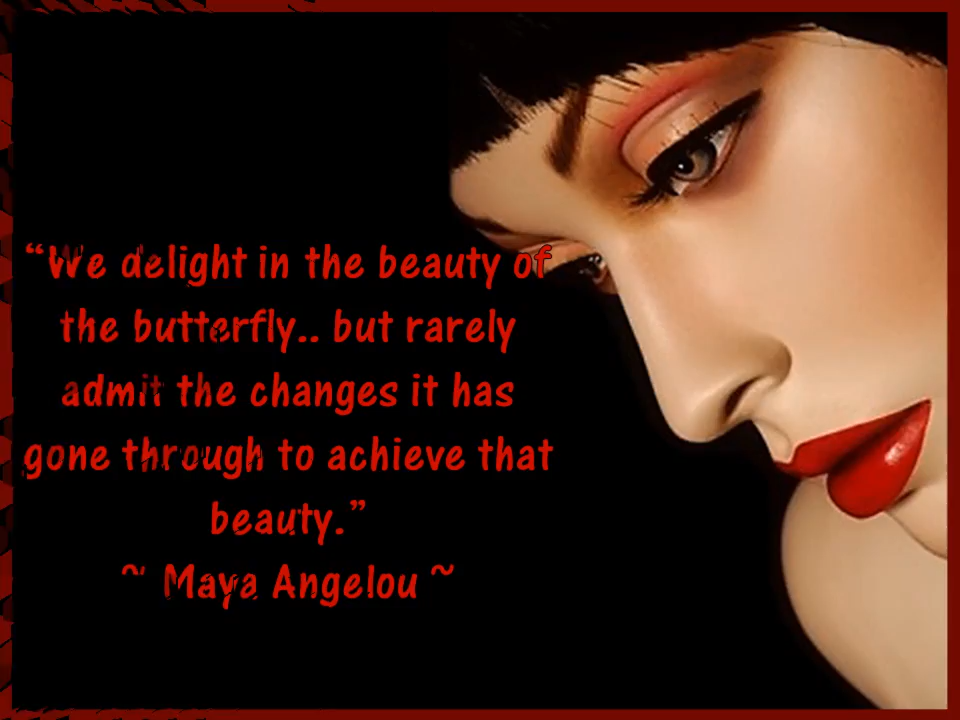 “We delight in the beauty of
the butterfly.. but rarely
admit the changes it has
gone through to achieve that
beauty.”
~ Maya Angelou ~